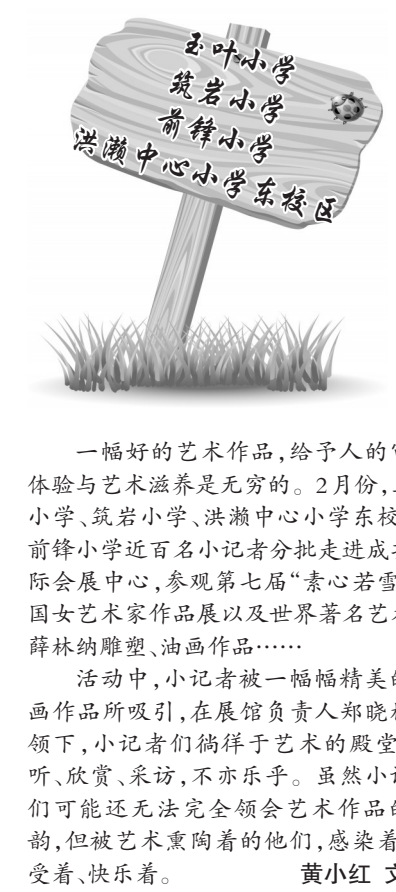 玉叶小学
筑岩小学
前锋小学
洪濑中心小学东校区
一幅好的艺术作品,给予人的
体验与艺术滋养是无穷的。2月份,
小学、筑岩小学、洪濑中心小学东校
前锋小学近百名小记者分批走进成
际会展中心,参观第七届“素心若雪
国女艺术家作品展以及世界著名艺
薛林纳雕塑、油画作品……
活动中,小记者被一幅幅精美的
画作品所吸引,在展馆负责人郑晓
领下,小记者们徜徉于艺术的殿堂
听、欣赏、采访,不亦乐乎。虽然小
们可能还无法完全领会艺术作品的
韵,但被艺术熏陶着的他们,感染着
受着、快乐着。 黄小红 文